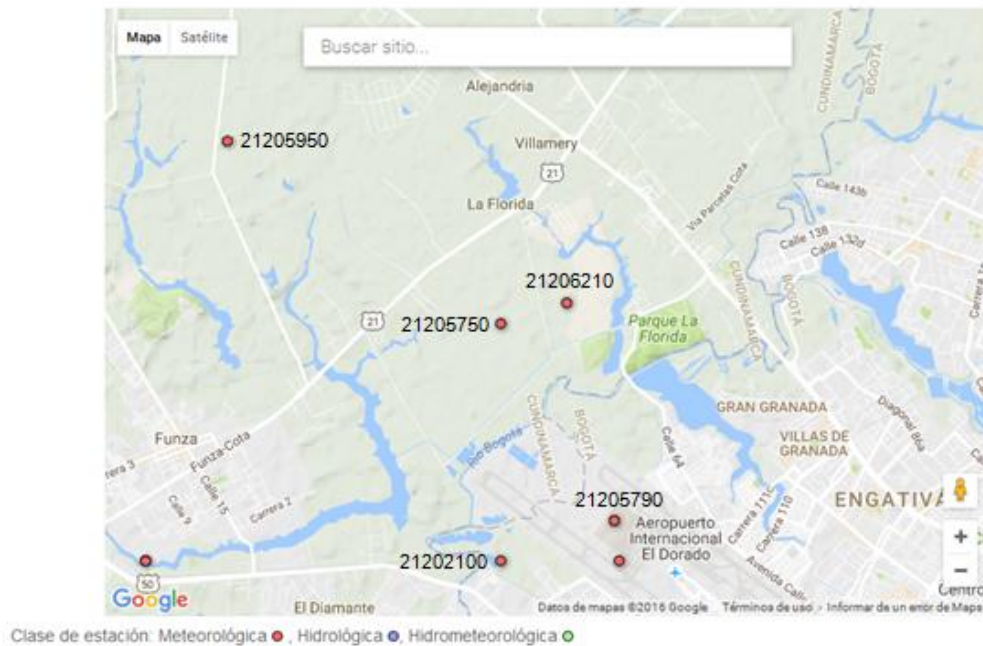 Mapa
Satélite
Buscar sitio...
CUNDINAMARCA
BOGOTÁ
Alejandria
21205950
Villamery
21
La Florida
Via Parcelas Cota
Calle 143b
Calle 138
Calle 132d
21206210
CUNDINAMARCA
BOGOTÁ
21205750
21
Parque La
Florida
CUNDINAMARCA
BOGOTÁ
GRAN GRANADA
Diagonal 86a
Funza
Funza-Cota
Rio Bogotá
Calle 64
VILLAS DE
GRANADA
Calle 15
Carrera 2
Calle 9
21205790
Carrera 111c
Carrera 110
ENGATIVÁ
Aeropuerto
Internacional
El Dorado
21202100
50
Google
El Diamante
Avenida Calle
Centro
Datos de mapas ©2016 Google
Términos de uso
Informar de un error de Maps
Clase de estación: Meteorológica , Hidrológica , Hidrometeorológica